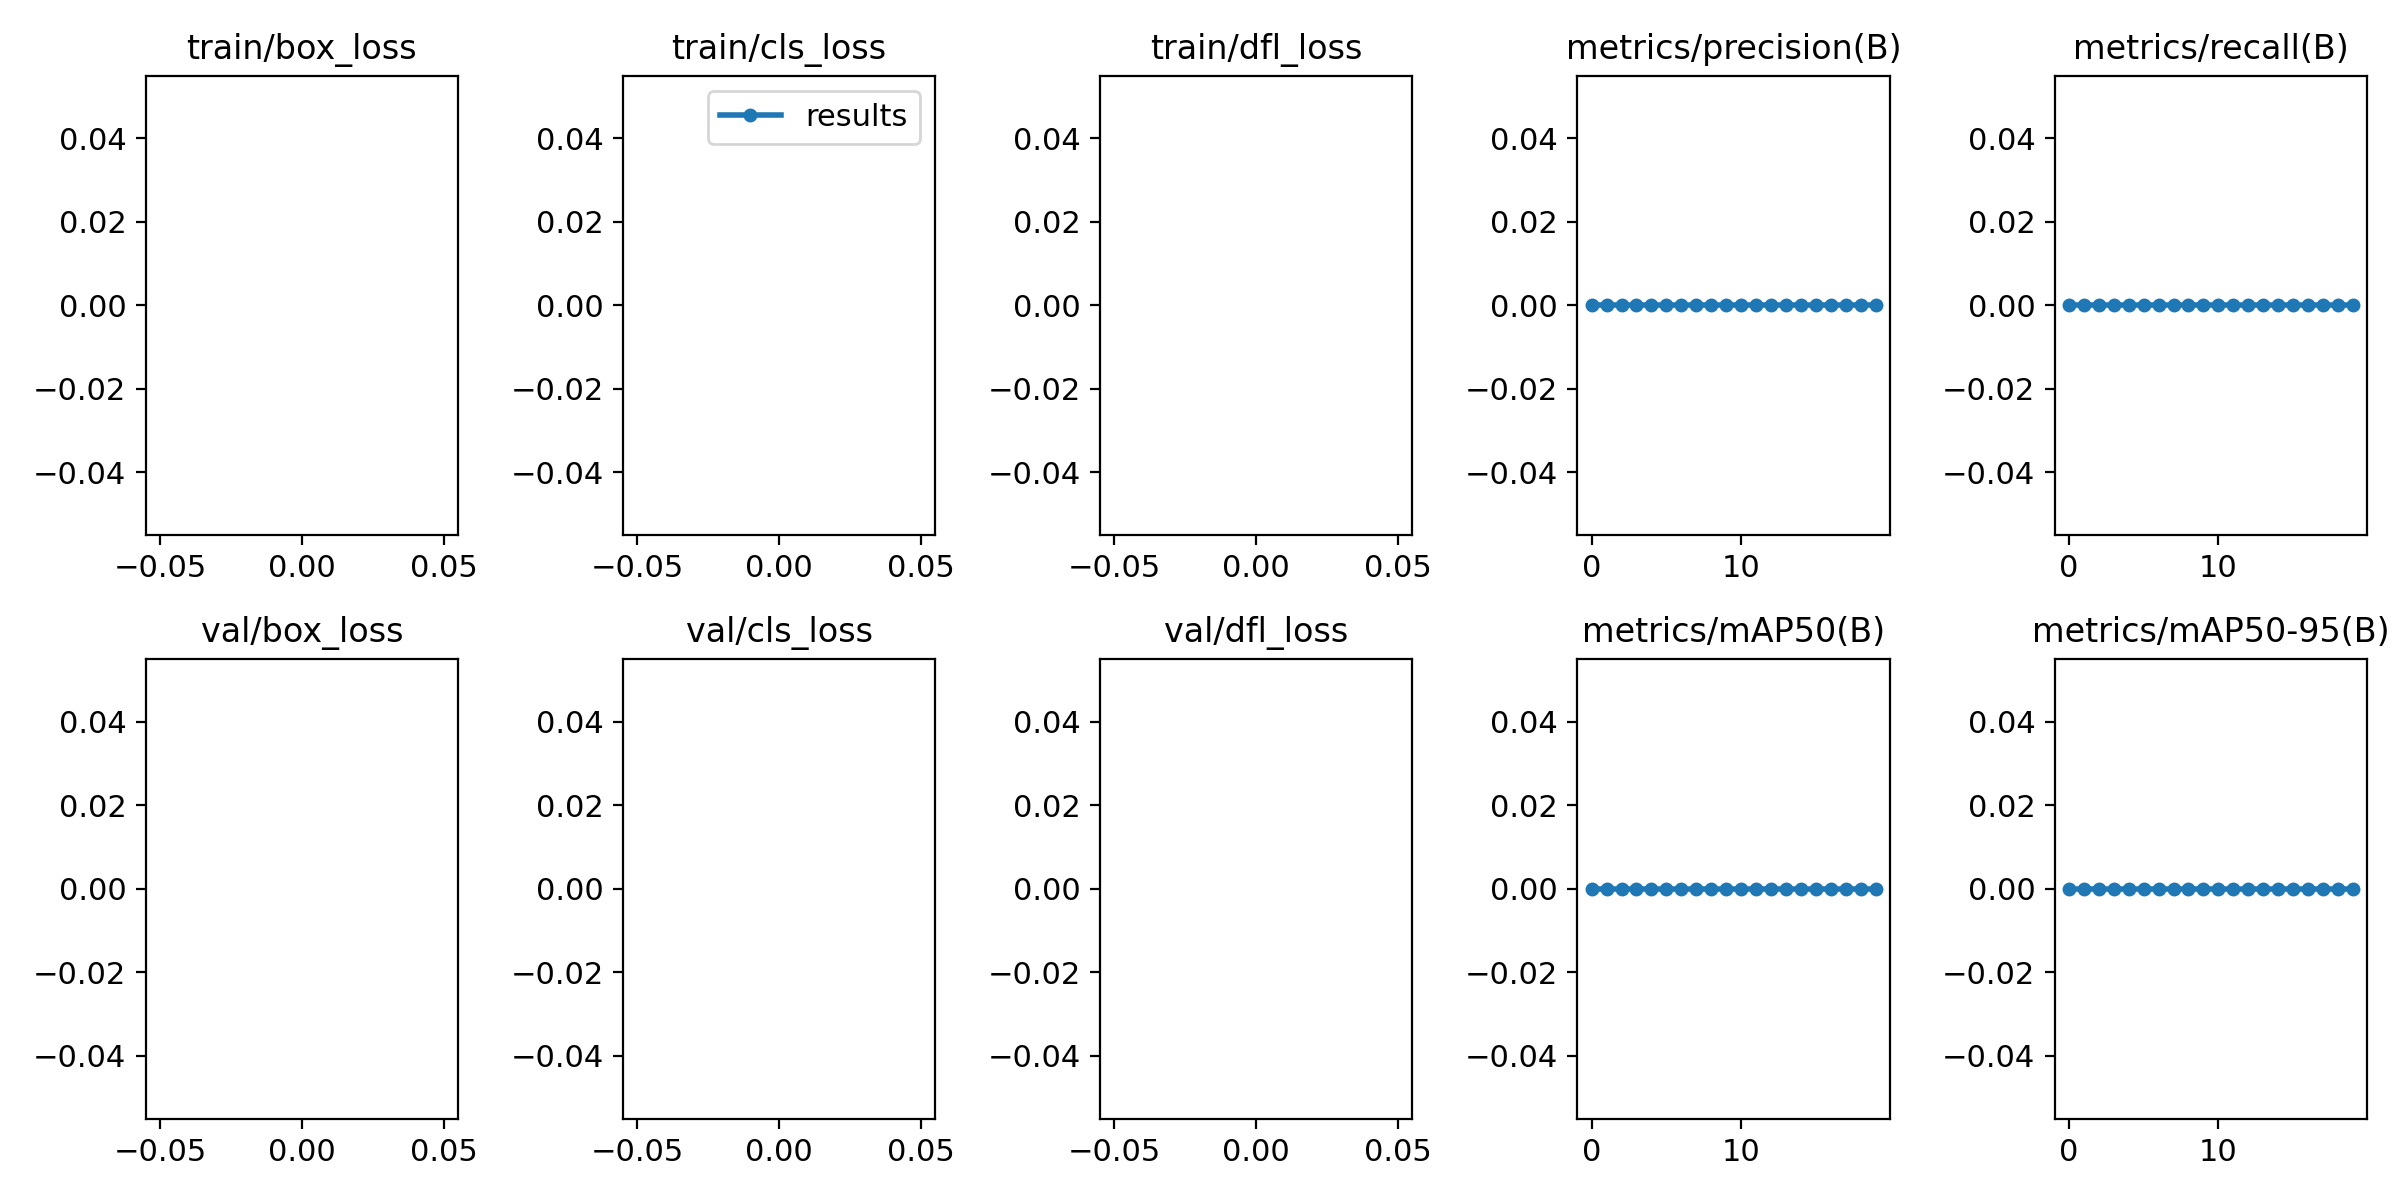 train/box_loss train/cls_loss train/dfl_loss metrics/precision(B) metrics/recall(B)
results
0.04 0.04 0.04 0.04 0.04
0.02 0.02 0.02 0.02 0.02
0.00 0.00 0.00 0.00 0.00
−0.02 −0.02 −0.02 −0.02 −0.02
−0.04 −0.04 −0.04 −0.04 −0.04
−0.05 0.00 0.05 −0.05 0.00 0.05 −0.05 0.00 0.05 0 10 0 10
val/box_loss val/cls_loss val/dfl_loss metrics/mAP50(B) metrics/mAP50-95(B)
0.04 0.04 0.04 0.04 0.04
0.02 0.02 0.02 0.02 0.02
0.00 0.00 0.00 0.00 0.00
−0.02 −0.02 −0.02 −0.02 −0.02
−0.04 −0.04 −0.04 −0.04 −0.04
−0.05 0.00 0.05 −0.05 0.00 0.05 −0.05 0.00 0.05 0 10 0 10